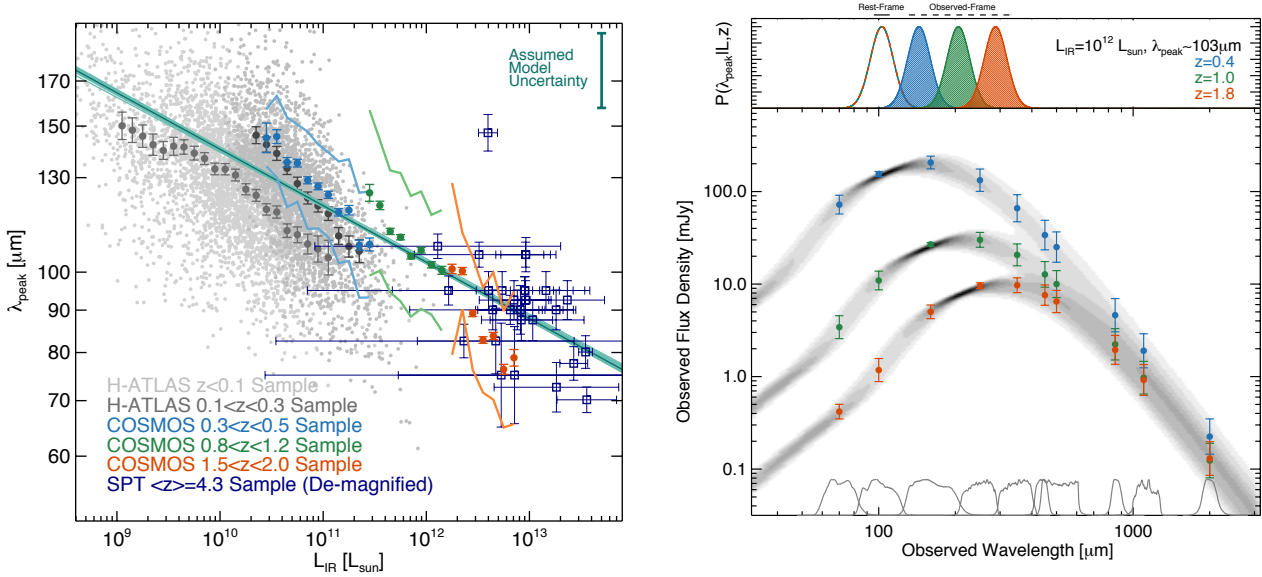 Assumed
Model
Uncertainty
170
150
130
100
90
80
70
60
λpeak [μm]
H-ATLAS z<0.1 Sample
H-ATLAS 0.1<z<0.3 Sample
COSMOS 0.3<z<0.5 Sample
COSMOS 0.8<z<1.2 Sample
COSMOS 1.5<z<2.0 Sample
SPT <z>=4.3 Sample (De-magnified)
10⁹ 10¹⁰ 10¹¹ 10¹² 10¹³
L_IR [L_sun]
Rest-Frame Observed-Frame
P(λpeak|L,z)
L_IR=10¹² L_sun, λpeak~103μm
z=0.4
z=1.0
z=1.8
100.0
10.0
1.0
0.1
Observed Flux Density [mJy]
100 1000
Observed Wavelength [μm]